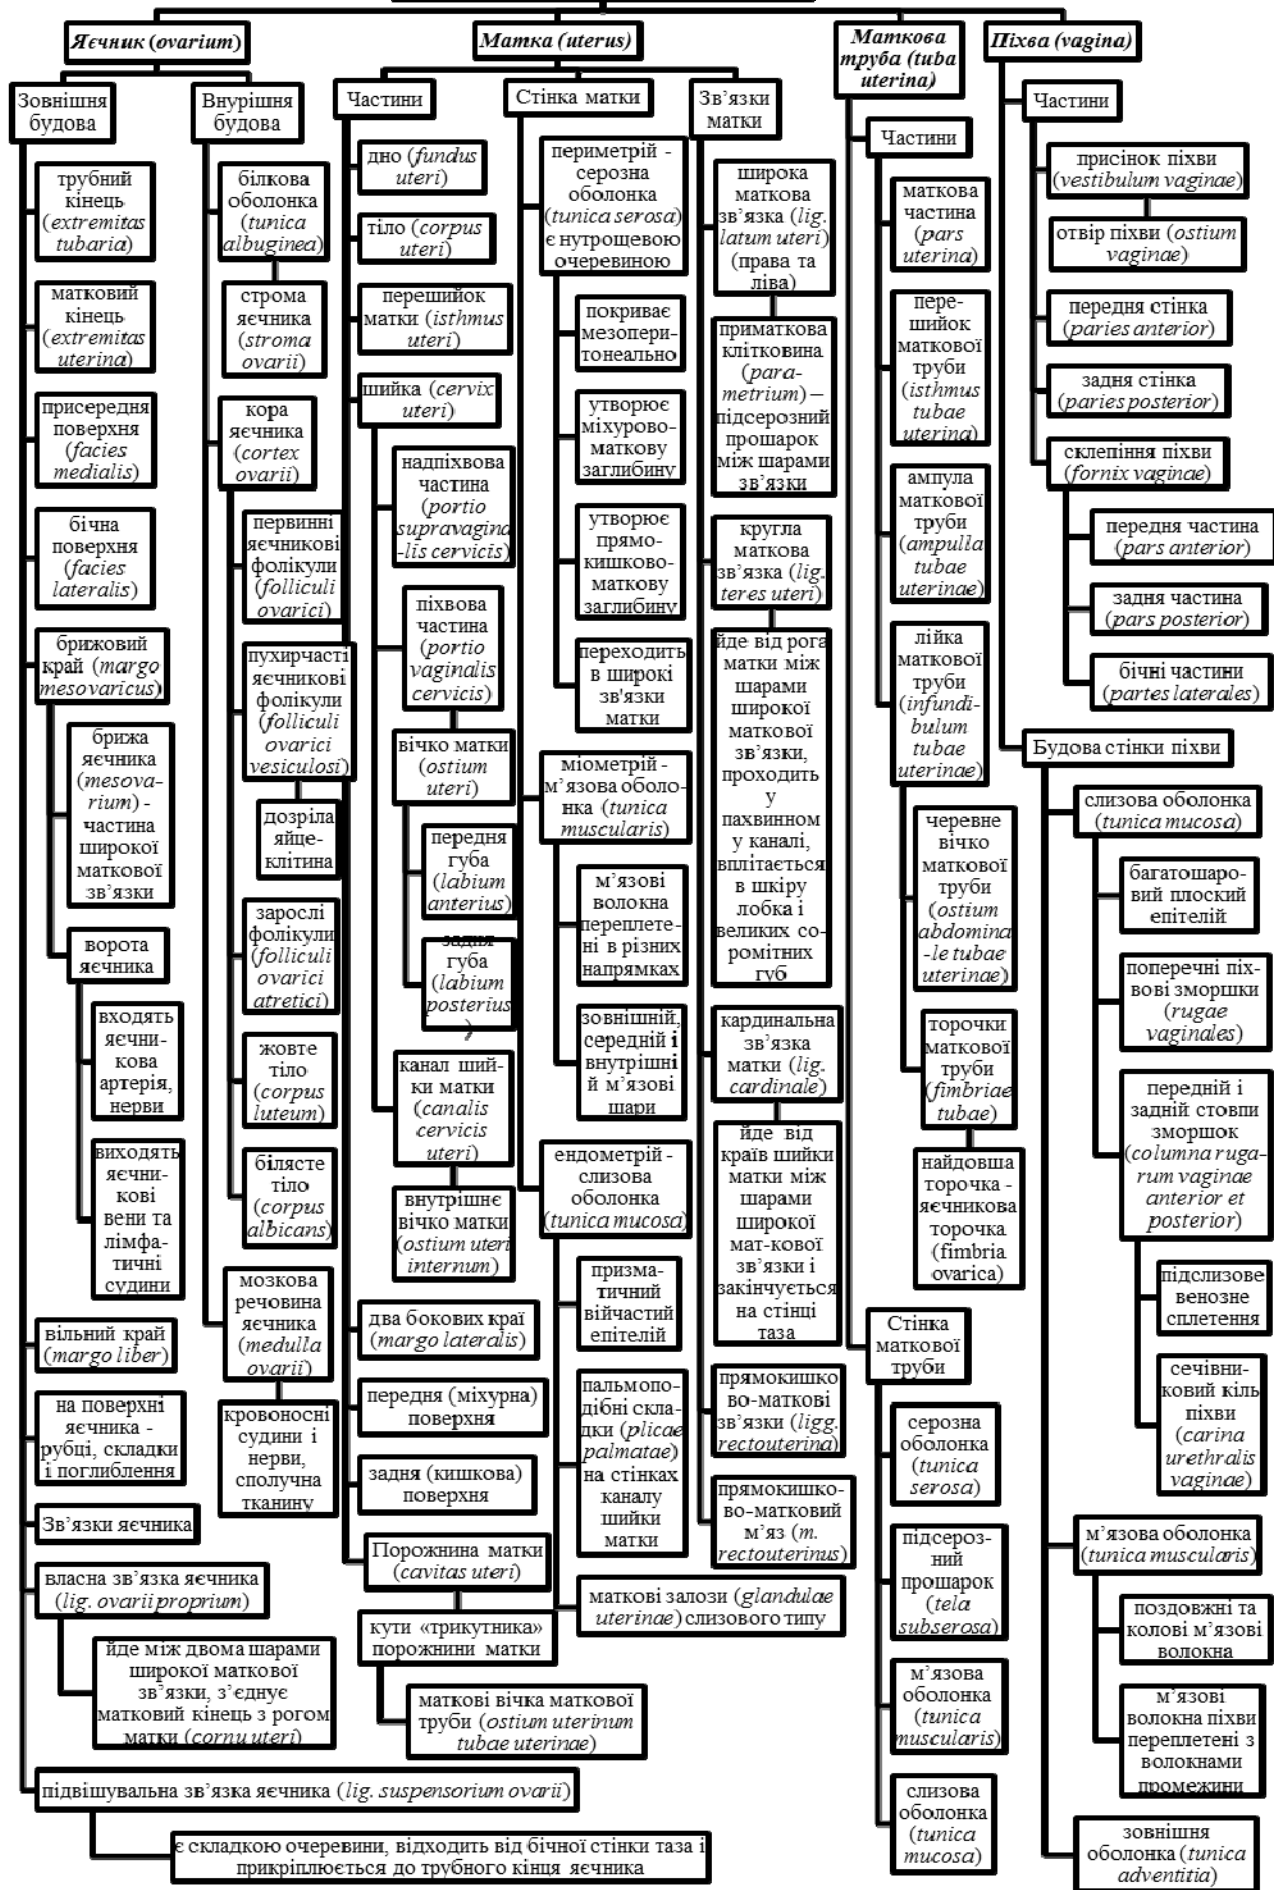 Яєчник (ovarium)
Зовнішня
будова
трубний
кінець
(extremitas
tubaria)
матковий
кінець
(extremitas
uterina)
присередня
поверхня
(facies
medialis)
бічна
поверхня
(facies
lateralis)
брижовий
край (margo
mesovaricus)
брижа
яєчника
(mesova-
rium) -
частина
широкої
маткової
зв’язки
ворота
яєчника
входять
яєчни-
кова
артерія,
нерви
виходять
яєчни-
кові
вени та
лімфа-
тичні
судини
вільний край
(margo liber)
на поверхні
яєчника -
рубці, складки
і поглиблення
Зв’язки яєчника
власна зв’язка яєчника
(lig. ovarii proprium)
йде між двома шарами
широкої маткової
зв’язки, з’єднує
матковий кінець з рогом
матки (cornu uteri)
підвішувальна зв’язка яєчника (lig. suspensorium ovarii)
є складкою очеревини, відходить від бічної стінки таза і
прикріплюється до трубного кінця яєчника
Внурішня
будова
білкова
оболонка
(tunica
albuginea)
строма
яєчника
(stroma
ovarii)
кора
яєчника
(cortex
ovarii)
первинні
яєчникові
фолікули
(folliculi
ovarici)
пухирчасті
яєчникові
фолікули
(folliculi
ovarici
vesiculosi)
дозріла
яйце-
клітина
зарослі
фолікули
(folliculi
ovarici
atretici)
жовте
тіло
(corpus
luteum)
білясте
тіло
(corpus
albicans)
мозкова
речовина
яєчника
(medulla
ovarii)
кровоносні
судини і
нерви,
сполучна
тканину
Матка (uterus)
Частини
дно (fundus
uteri)
тіло (corpus
uteri)
перешийок
матки (isthmus
uteri)
шийка (cervix
uteri)
надпіхвова
частина
(portio
supravagina
-lis cervicis)
піхвова
частина
(portio
vaginalis
cervicis)
вічко матки
(ostium
uteri)
передня
губа
(labium
anterius)
задня
губа
(labium
posterius
)
канал ший-
ки матки
(canalis
cervicis
uteri)
внутрішнє
вічко матки
(ostium uteri
internum)
два бокових краї
(margo lateralis)
передня (міхурна)
поверхня
задня (кишкова)
поверхня
Порожнина матки
(cavitas uteri)
кути «трикутника»
порожнини матки
маткові вічка маткової
труби (ostium uterinum
tubae uterinae)
Стінка матки
периметрій -
серозна
оболонка
(tunica serosa)
є нутрощевою
очеревиною
покриває
мезопери-
тонеально
утворює
міхурово-
маткову
заглибину
утворює
прямо-
кишково-
маткову
заглибину
переходить
в широкі
зв'язки
матки
міометрій -
м’язова оболо-
нка (tunica
muscularis)
м’язові
волокна
переплете-
ні в різних
напрямках
зовнішній,
середній і
внутрішні
й м’язові
шари
ендометрій -
слизова
оболонка
(tunica mucosa)
призма-
тичний
війчастий
епітелій
пальмопо-
дібні скла-
дки (plicae
palmatae)
на стінках
каналу
шийки
матки
маткові залози (glandulae
uterinae) слизового типу
Зв’язки
матки
широка
маткова
зв’язка (lig.
latum uteri)
(права та
ліва)
приматкова
клітковина
(para-
metrium) –
підсерозний
прошарок
між шарами
зв’язки
кругла
маткова
зв’язка (lig.
teres uteri)
йде від рога
матки між
шарами
широкої
маткової
зв’язки,
проходить
у
пахвинном
у каналі,
вплітається
в шкіру
лобка і
великих со-
ромітних
губ
кардинальна
зв’язка
матки (lig.
cardinale)
йде від
країв шийки
матки між
шарами
широкої
мат-кової
зв’язки і
закінчується
на стінці
таза
прямокишко
во-маткові
зв’язки (ligg.
rectouterina)
прямокишко-
во-матковий
м’яз (m.
rectouterinus)
Маткова
труба (tuba
uterina)
Частини
маткова
частина
(pars
uterina)
пере-
шийок
маткової
труби
(isthmus
tubae
uterina)
ампула
маткової
труби
(ampulla
tubae
uterinae)
лійка
маткової
труби
(infundi-
bulum
tubae
uterinae)
черевне
вічко
маткової
труби
(ostium
abdomina
-le tubae
uterinae)
торочки
маткової
труби
(fimbriae
tubae)
найдовша
торочка -
яєчникова
торочка
(fimbria
ovarica)
Стінка
маткової
труби
серозна
оболонка
(tunica
serosa)
підсероз-
ний
прошарок
(tela
subserosa)
м’язова
оболонка
(tunica
muscularis)
слизова
оболонка
(tunica
mucosa)
Піхва (vagina)
Частини
присінок піхви
(vestibulum vaginae)
отвір піхви (ostium
vaginae)
передня стінка
(paries anterior)
задня стінка
(paries posterior)
склепіння піхви
(fornix vaginae)
передня частина
(pars anterior)
задня частина
(pars posterior)
бічні частини
(partes laterales)
Будова стінки піхви
слизова оболонка
(tunica mucosa)
багатошаро-
вий плоский
епітелій
поперечні піх-
вові зморшки
(rugae
vaginales)
передній і
задній стовпи
зморшок
(columna ruga-
rum vaginae
anterior et
posterior)
підслизове
венозне
сплетення
сечівни-
ковий кіль
піхви
(carina
urethralis
vaginae)
м’язова оболонка
(tunica muscularis)
поздовжні та
колові м’язові
волокна
м’язові
волокна піхви
переплетені з
волокнами
промежини
зовнішня
оболонка (tunica
adventitia)